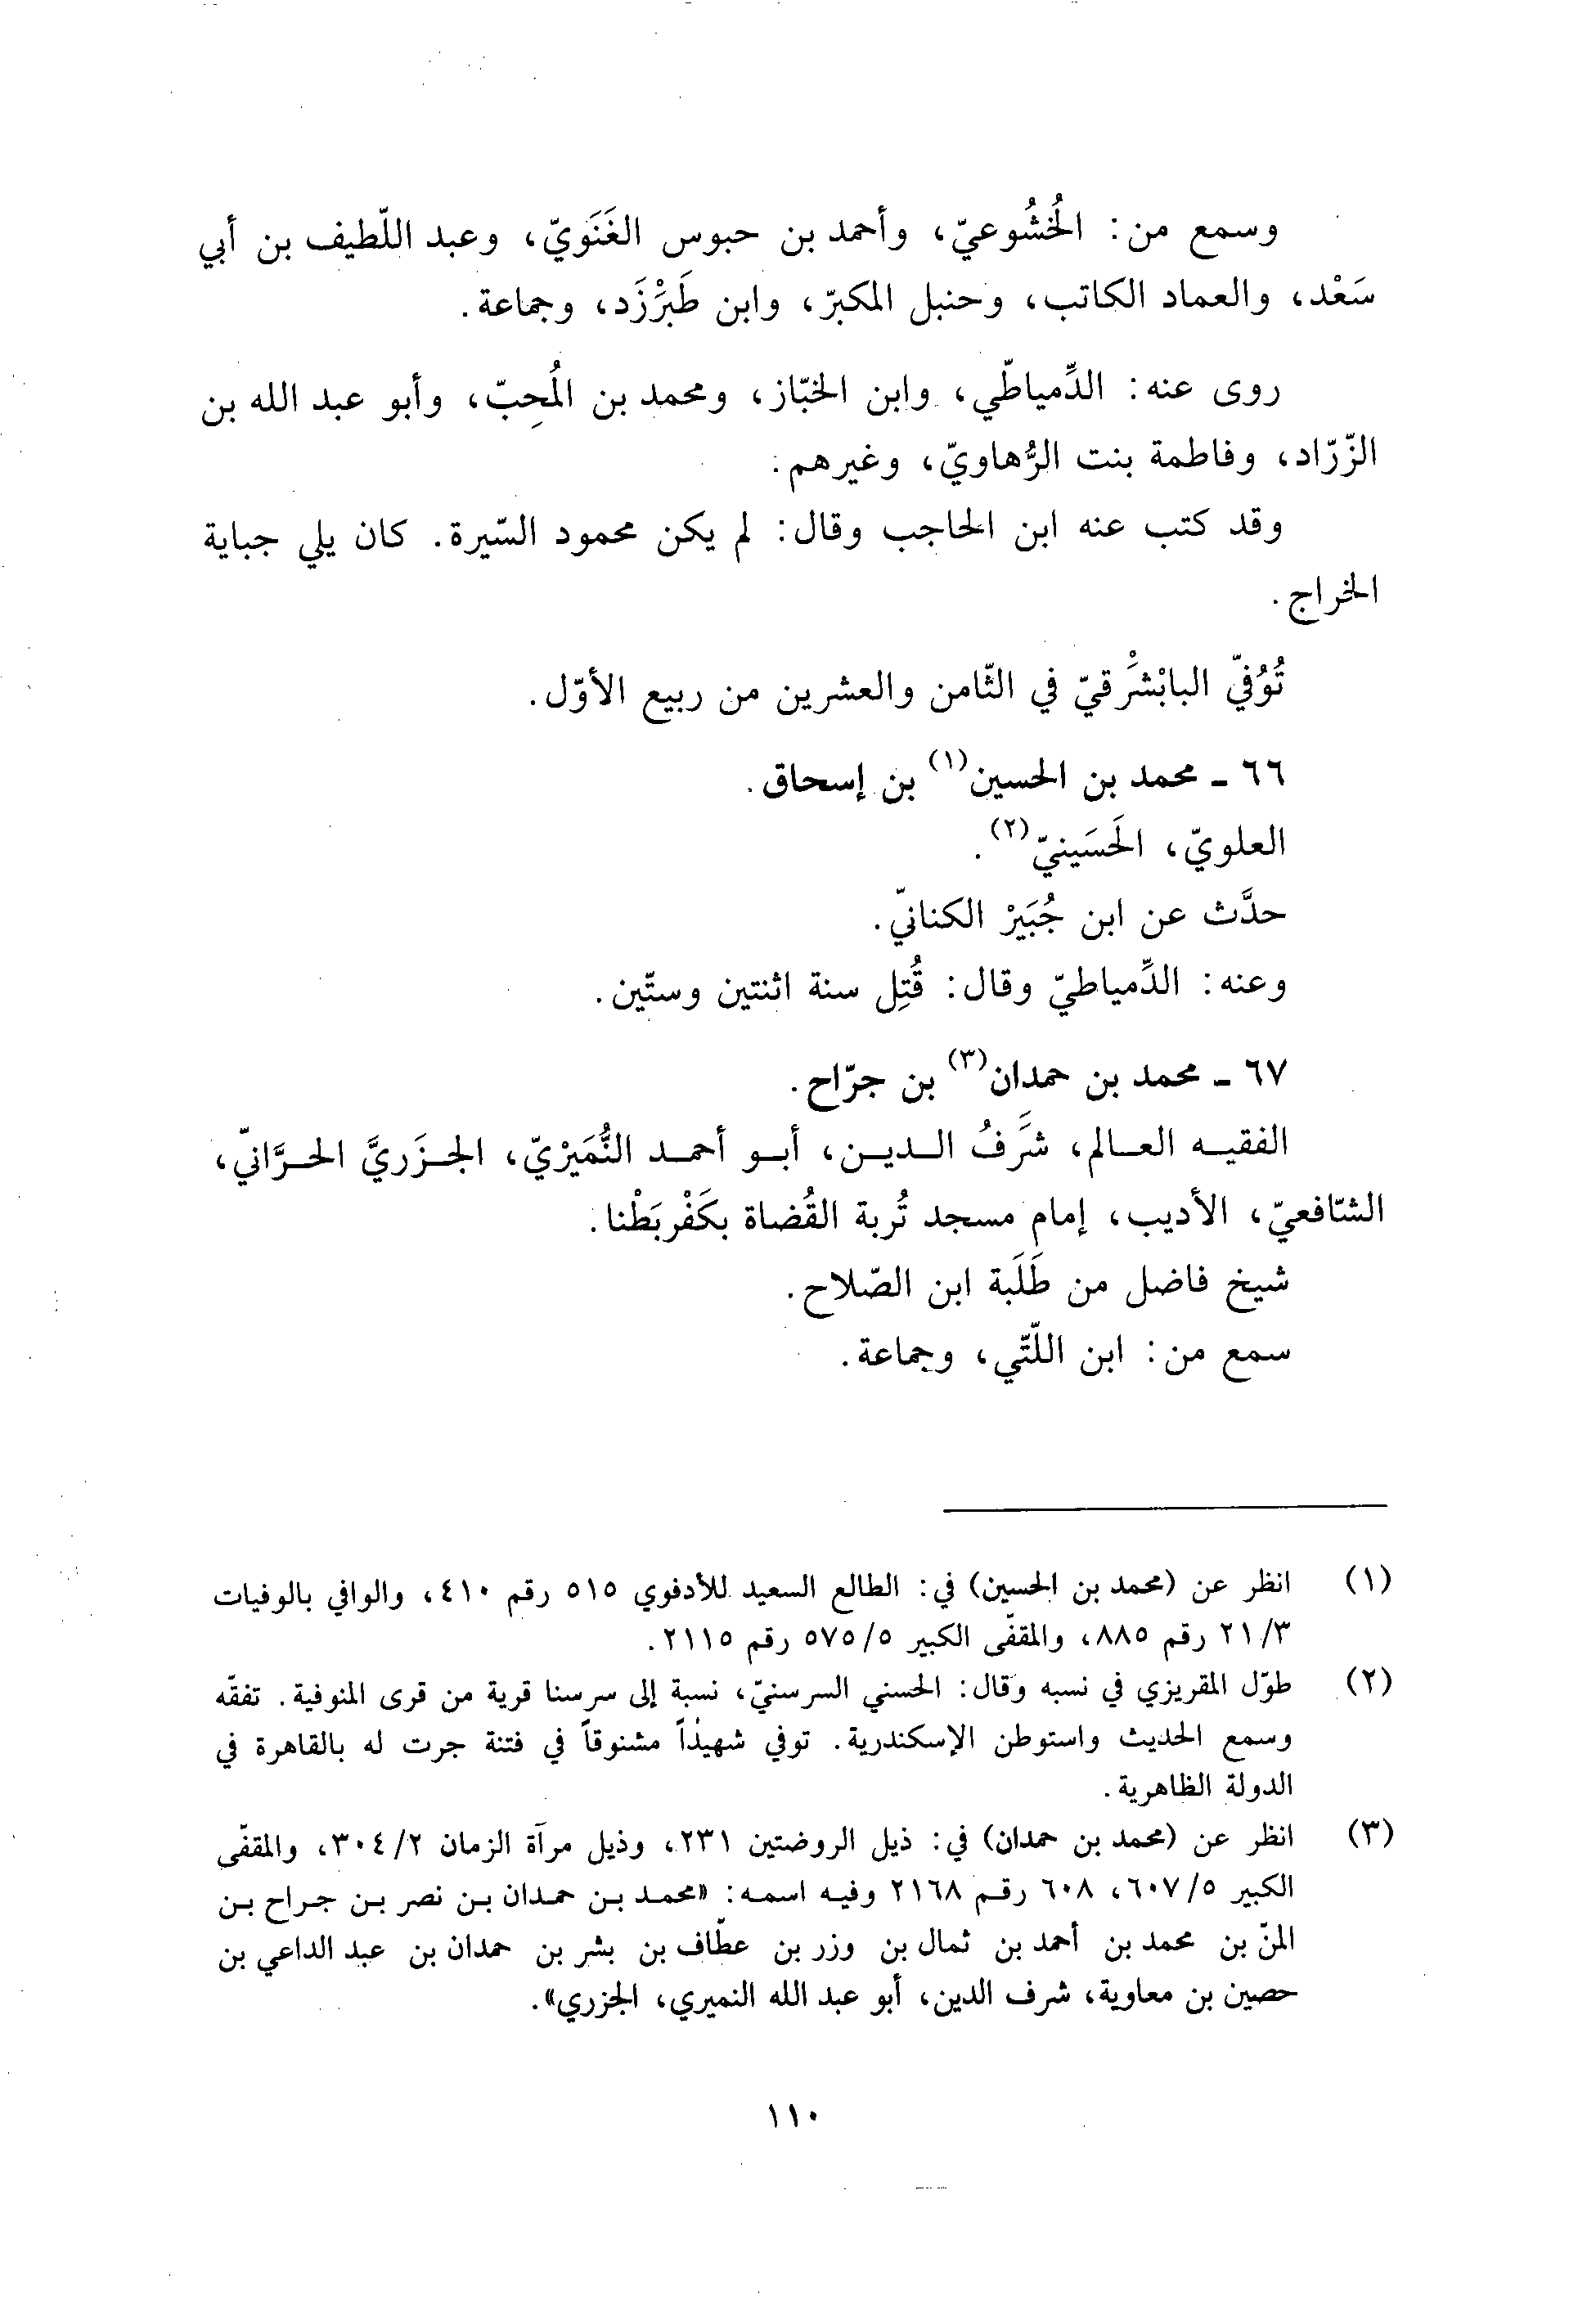 وسمع من: الخُشُوعيّ، وأحمد بن حبوس الغَنَويّ، وعبد اللّطيف بن أبي
سَعْد، والعماد الكاتب، وحنبل المكبرّ، وابن طَبَرْزَد، وجماعة.
روى عنه: الدِّمياطّي، وابن الخبّاز، ومحمد بن المُحِبّ، وأبو عبد الله بن
الزّرّاد، وفاطمة بنت الرُّهاويّ، وغيرهم.
وقد كتب عنه ابن الحاجب وقال: لم يكن محمود السّيرة. كان يلي جباية
الخراج.
تُوُفيّ البابْشَرْقيّ في الثّامن والعشرين من ربيع الأوّل.
٦٦ ـ محمد بن الحسين(١) بن إسحاق.
العلويّ، الحَسَينيّ(٢).
حدَّث عن ابن جُبَيرْ الكنانيّ.
وعنه: الدِّمياطيّ وقال: قُتِل سنة اثنتين وستّين.
٦٧ ـ محمد بن حمدان(٣) بن جرّاح.
الفقيه العالم، شَرَفُ الدين، أبو أحمد النُّمَيْريّ، الجزَريَّ الحرَّانيّ،
الشّافعيّ، الأديب، إمام مسجد تُربة القُضاة بكَفْربَطْنا.
شيخ فاضل من طَلَبة ابن الصّلاح.
سمع من: ابن اللّتّي، وجماعة.
(١) انظر عن (محمد بن الحسين) في: الطالع السعيد للأدفوي ٥١٥ رقم ٤١٠، والوافي بالوفيات
٢١/٣ رقم ٨٨٥، والمقفّى الكبير ٥٧٥/٥ رقم ٢١١٥.
(٢) طوّل المقريزي في نسبه وقال: الحسني السرسنيّ، نسبة إلى سرسنا قرية من قرى المنوفية. تفقّه
وسمع الحديث واستوطن الإسكندرية. توفي شهيداً مشنوقاً في فتنة جرت له بالقاهرة في
الدولة الظاهرية.
(٣) انظر عن (محمد بن حمدان) في: ذيل الروضتين ٢٣١، وذيل مرآة الزمان ٣٠٤/٢، والمقفّى
الكبير ٦٠٧/٥، ٦٠٨ رقم ٢١٦٨ وفيه اسمه: «محمد بن حمدان بن نصر بن جراح بن
المنّ بن محمد بن أحمد بن ثمال بن وزر بن عطّاف بن بشر بن حمدان بن عبد الداعي بن
حصين بن معاوية، شرف الدين، أبو عبد الله النميري، الجزري».
١١٠